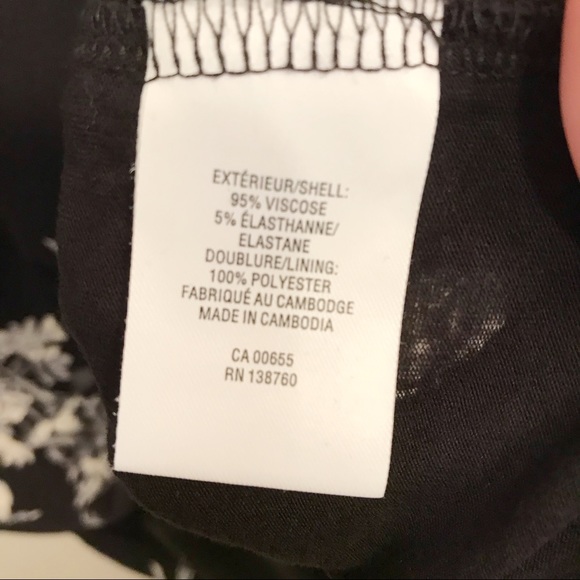 EXTÉRIEUR/SHELL:
95% VISCOSE
5% ÉLASTHANNE/
ELASTANE
DOUBLURE/LINING:
100% POLYESTER
FABRIQUÉ AU CAMBODGE
MADE IN CAMBODIA
CA 00655
RN 138760